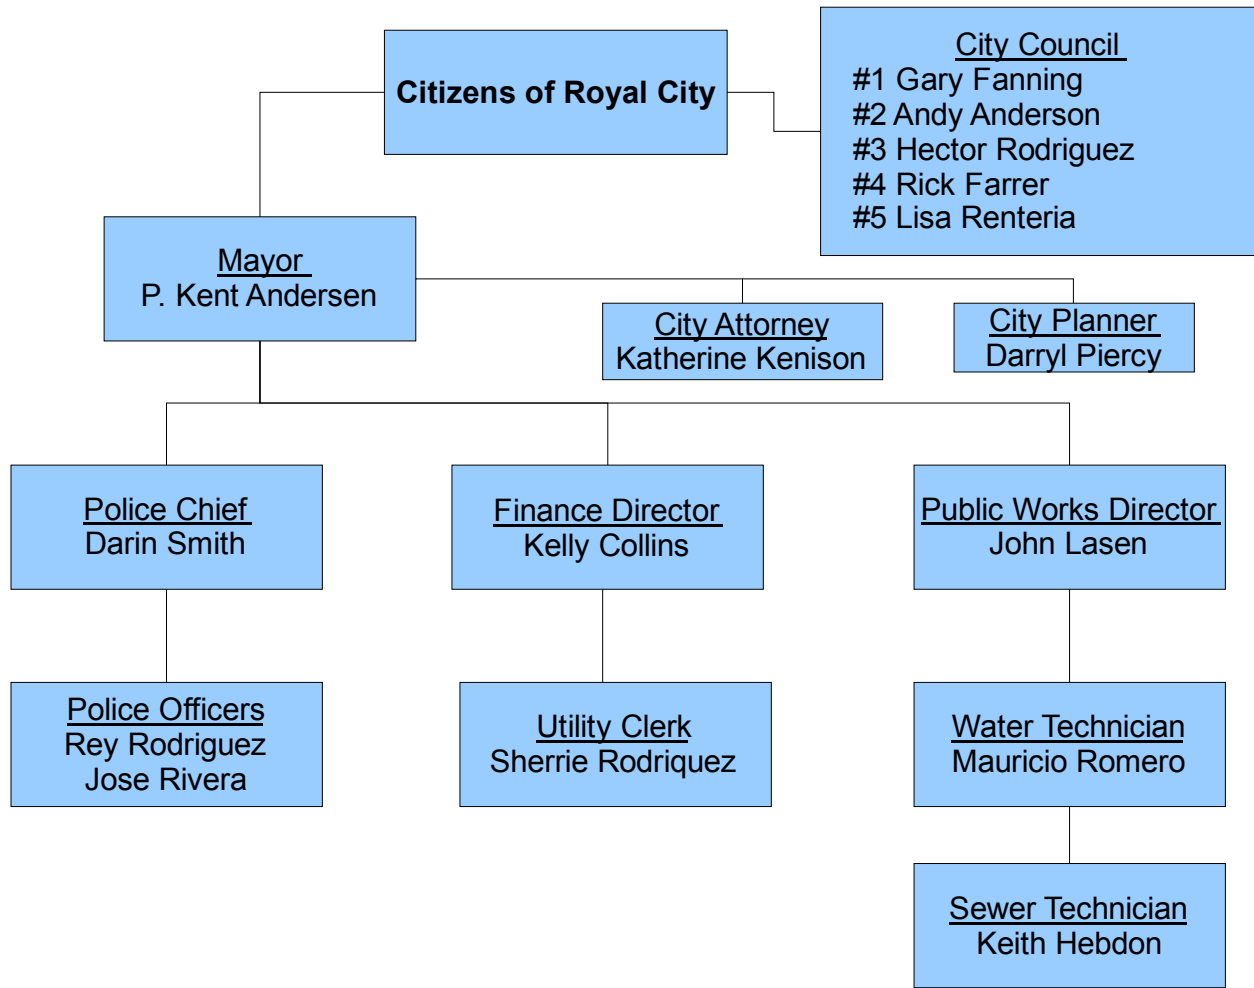 Citizens of Royal City
City Council
#1 Gary Fanning
#2 Andy Anderson
#3 Hector Rodriguez
#4 Rick Farrer
#5 Lisa Renteria
Mayor
P. Kent Andersen
City Attorney
Katherine Kenison
City Planner
Darryl Piercy
Police Chief
Darin Smith
Finance Director
Kelly Collins
Public Works Director
John Lasen
Police Officers
Rey Rodriguez
Jose Rivera
Utility Clerk
Sherrie Rodriquez
Water Technician
Mauricio Romero
Sewer Technician
Keith Hebdon